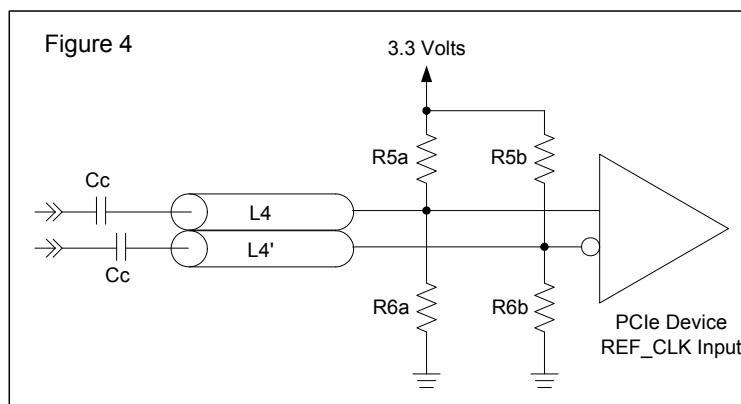 Figure 4
3.3 Volts
R5a
R5b
Cc
L4
L4'
Cc
R6a
R6b
PCIe Device
REF_CLK Input